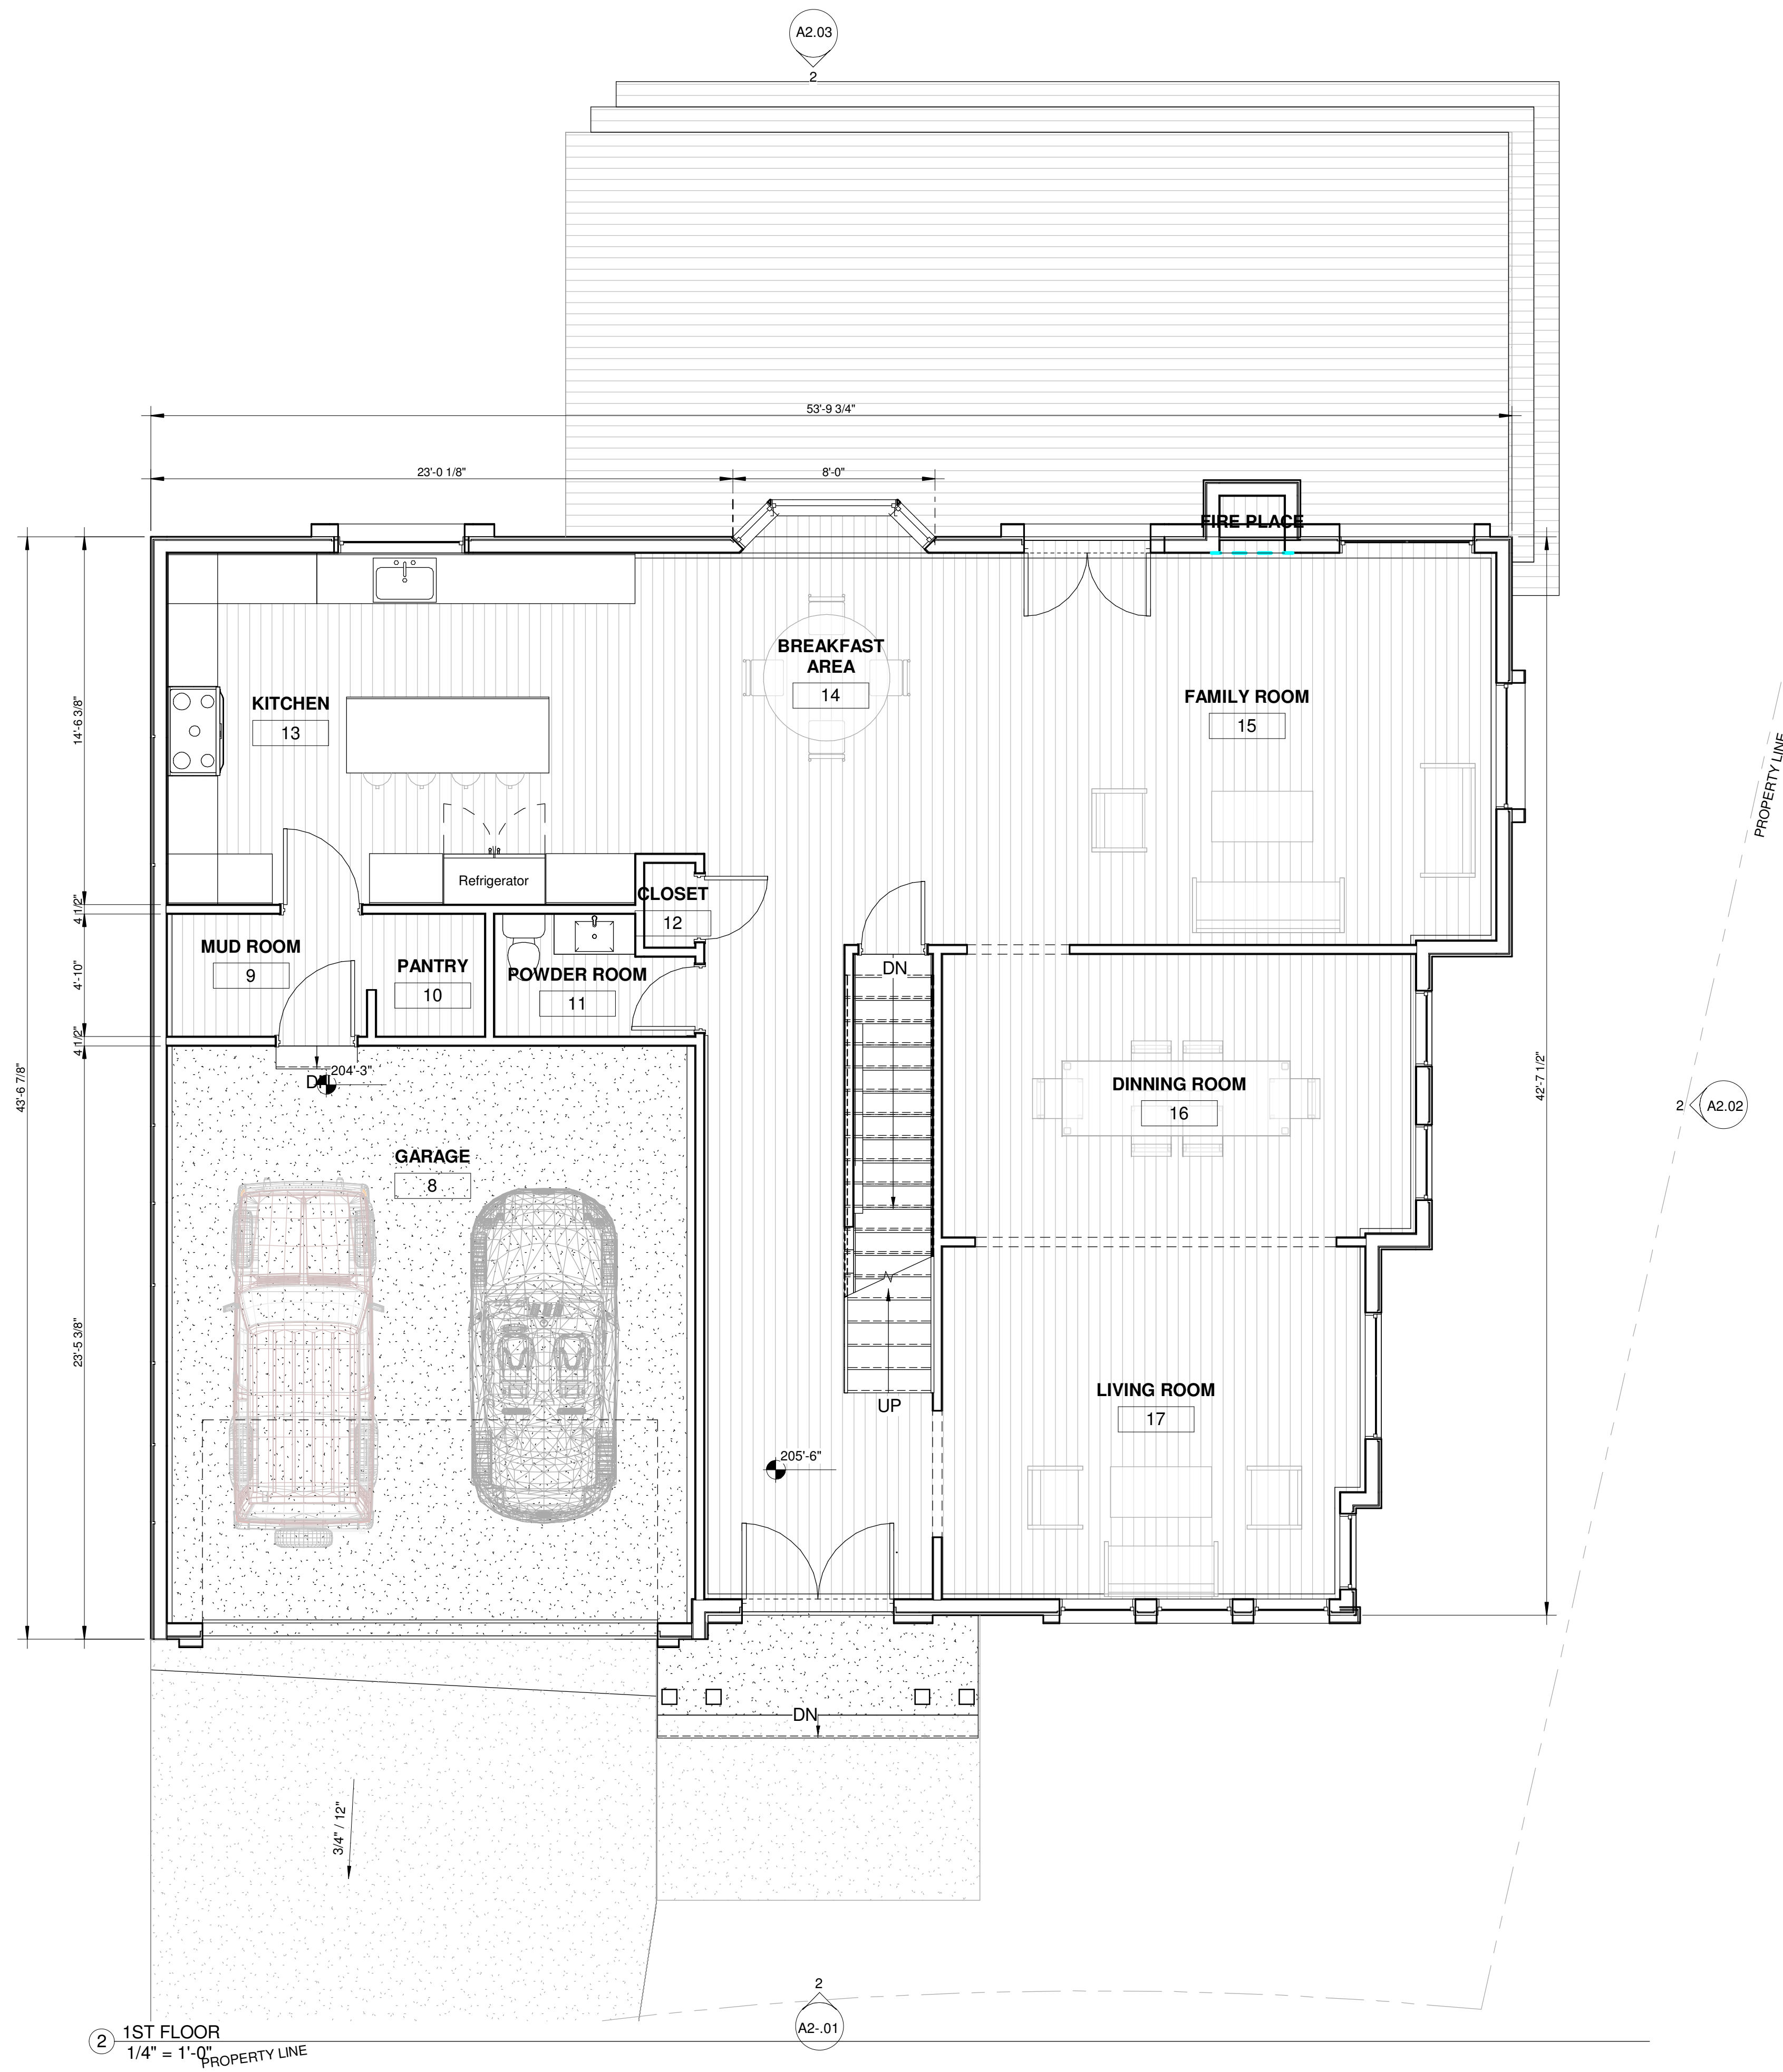 A2.03
2
53'-9 3/4"
23'-0 1/8"
8'-0"
FIRE PLACE
BREAKFAST
AREA
14
KITCHEN
13
FAMILY ROOM
15
14'-6 3/8"
PROPERTY LINE
Refrigerator
CLOSET
12
4 1/2"
MUD ROOM
9
PANTRY
10
POWDER ROOM
11
4'-10"
DN
4 1/2"
204'-3"
DN
43'-6 7/8"
42'-7 1/2"
DINNING ROOM
16
2
A2.02
GARAGE
8
23'-5 3/8"
LIVING ROOM
17
UP
205'-6"
DN
3/4" / 12"
2
A2-.01
2
1ST FLOOR
1/4" = 1'-0"
PROPERTY LINE